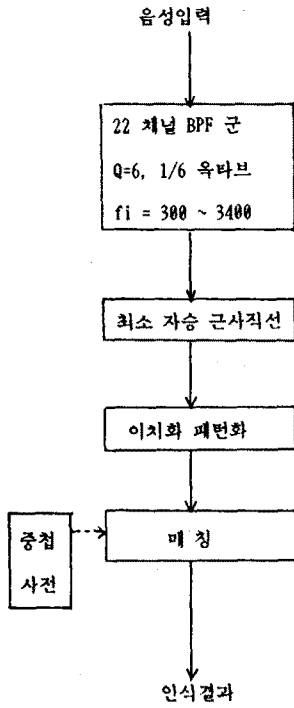 음성입력
22 채널 BPF 군
Q=6, 1/6 옥타브
fi = 300 ~ 3400
최소 자승 근사직선
이치화 패턴화
중첩
사전
매 칭
인식결과